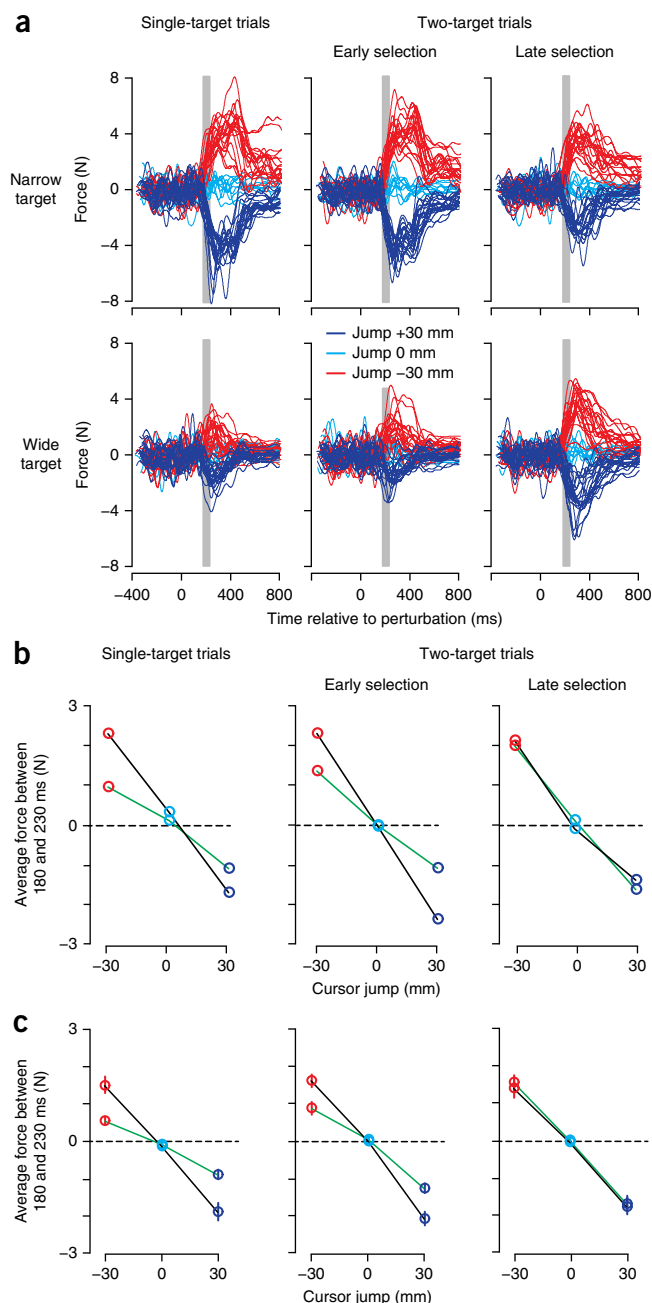 a
Single-target trials
Two-target trials
Early selection
Late selection
Narrow target
Force (N)
8
4
0
−4
−8
Wide target
Force (N)
8
4
0
−4
−8
Jump +30 mm
Jump 0 mm
Jump −30 mm
−400 0 400 800
0 400 800
0 400 800
Time relative to perturbation (ms)
b
Single-target trials
Two-target trials
Early selection
Late selection
Average force between
180 and 230 ms (N)
3
0
−3
−30 0 30
−30 0 30
−30 0 30
Cursor jump (mm)
c
Average force between
180 and 230 ms (N)
3
0
−3
−30 0 30
−30 0 30
−30 0 30
Cursor jump (mm)